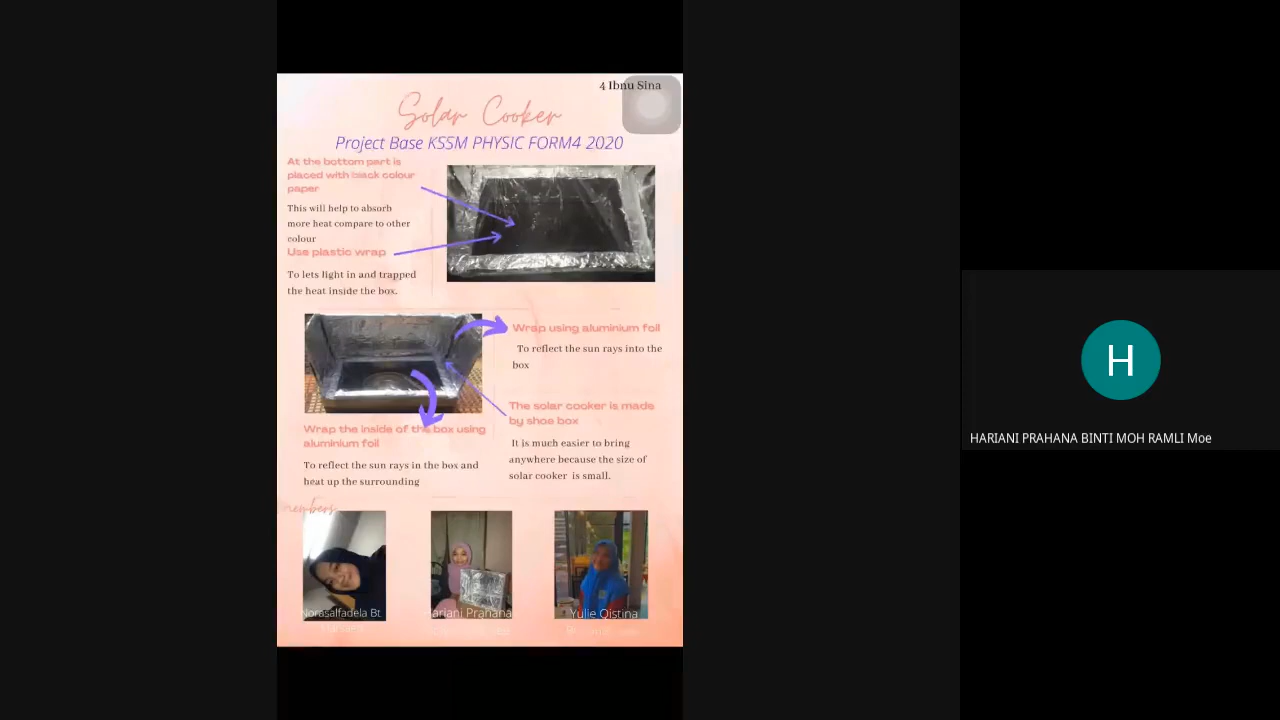 4 Ibnu Sina
Solar Cooker
Project Base KSSM PHYSIC FORM4 2020
At the bottom part is
placed with black colour
paper
This will help to absorb
more heat compare to other
colour
Use plastic wrap
To lets light in and trapped
the heat inside the box.
Wrap using aluminium foil
To reflect the sun rays into the
box
The solar cooker is made
by shoe box
It is much easier to bring
anywhere because the size of
solar cooker is small.
Wrap the inside of the box using
aluminium foil
To reflect the sun rays in the box and
heat up the surrounding
members
Norasalfadela Bt
Hariani Prahana
Yulie Qistina
H
HARIANI PRAHANA BINTI MOH RAMLI Moe